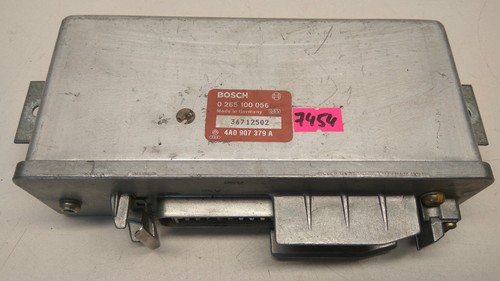 BOSCH
0 265 100 056
Made in Germany
36712502
4A0 907 379 A
7454